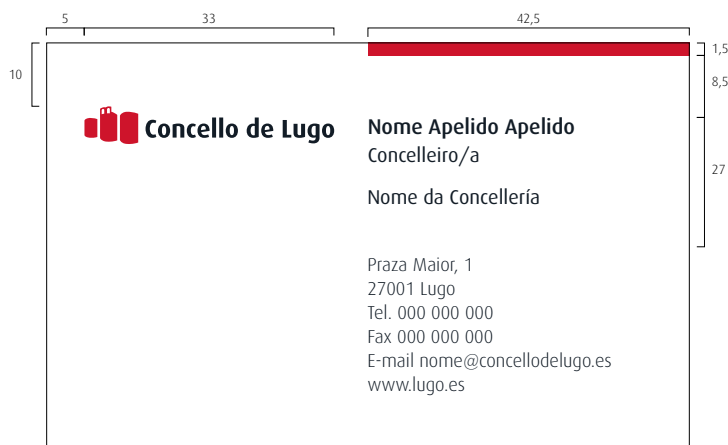 5
33
42,5
10
1,5
8,5
27
Concello de Lugo
Nome Apelido Apelido
Concelleiro/a
Nome da Concellería
Praza Maior, 1
27001 Lugo
Tel. 000 000 000
Fax 000 000 000
E-mail nome@concellodelugo.es
www.lugo.es